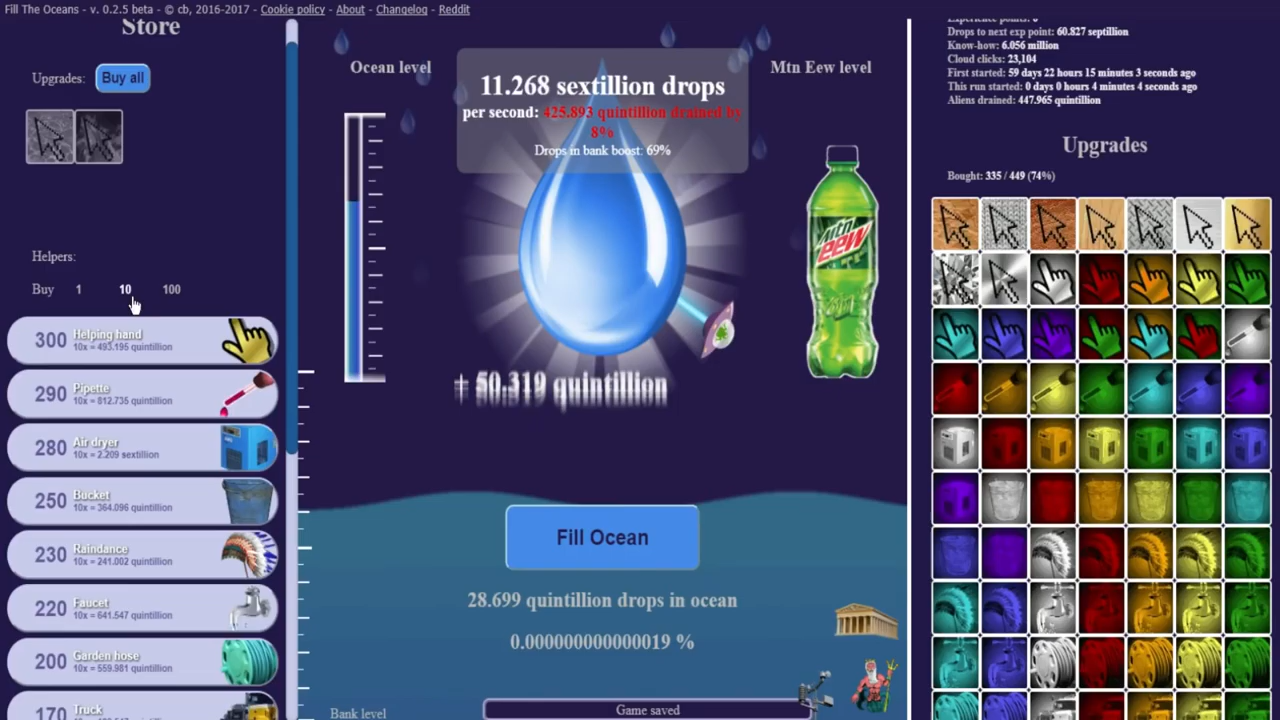 Fill The Oceans - v. 0.2.5 beta - © cb, 2016-2017 - Cookie policy - About - Changelog - Reddit
Store
Upgrades: Buy all
Helpers:
Buy 1 10 100
300 Helping hand
10x = 493.195 quintillion
290 Pipette
10x = 812.735 quintillion
280 Air dryer
10x = 2.209 sextillion
250 Bucket
10x = 364.096 quintillion
230 Raindance
10x = 241.002 quintillion
220 Faucet
10x = 641.547 quintillion
200 Garden hose
10x = 559.981 quintillion
170 Truck
Ocean level
11.268 sextillion drops
per second: 425.893 quintillion drained by
8%
Drops in bank boost: 69%
Mtn Eew level
mtn
eew
+ 50.319 quintillion
Fill Ocean
28.699 quintillion drops in ocean
0.000000000000019 %
Bank level
Game saved
Experience points: 0
Drops to next exp point: 60.827 septillion
Know-how: 6.056 million
Cloud clicks: 23,104
First started: 59 days 22 hours 15 minutes 3 seconds ago
This run started: 0 days 0 hours 4 minutes 4 seconds ago
Aliens drained: 447.965 quintillion
Upgrades
Bought: 335 / 449 (74%)